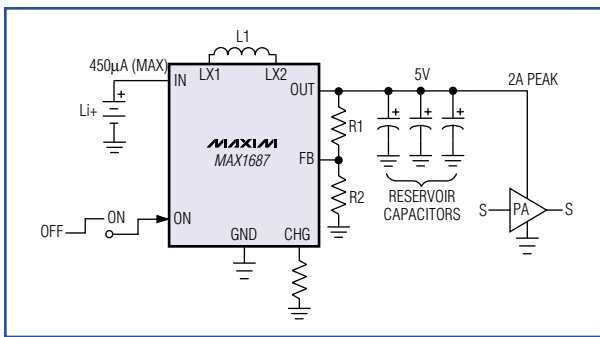 L1
450µA (MAX)
LX1
LX2
5V
2A PEAK
IN
OUT
+
Li+
R1
+
+
+
MAXIM
MAX1687
FB
R2
RESERVOIR
CAPACITORS
S
PA
S
OFF
ON
ON
GND
CHG